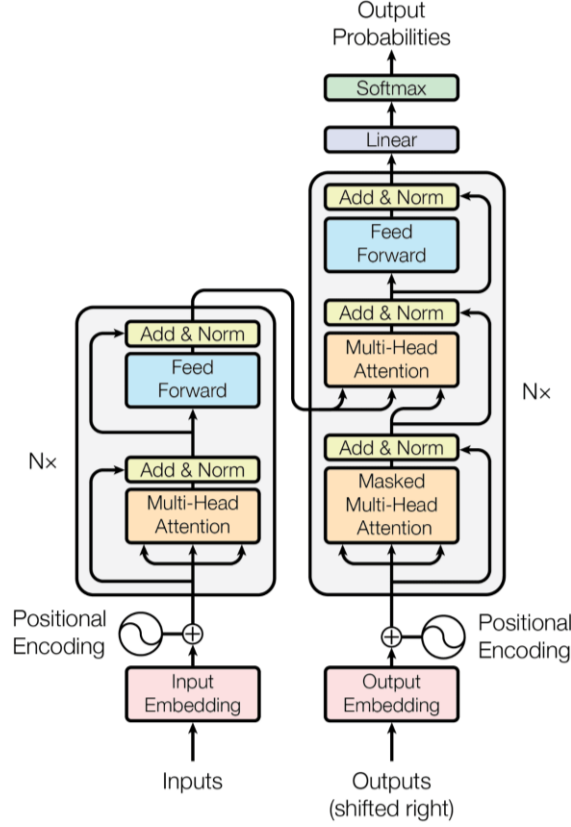 Output
Probabilities
Softmax
Linear
Add & Norm
Feed
Forward
Add & Norm
Multi-Head
Attention
Add & Norm
Masked
Multi-Head
Attention
N×
Add & Norm
Feed
Forward
N×
Add & Norm
Multi-Head
Attention
Positional
Encoding
Positional
Encoding
Input
Embedding
Output
Embedding
Inputs
Outputs
(shifted right)